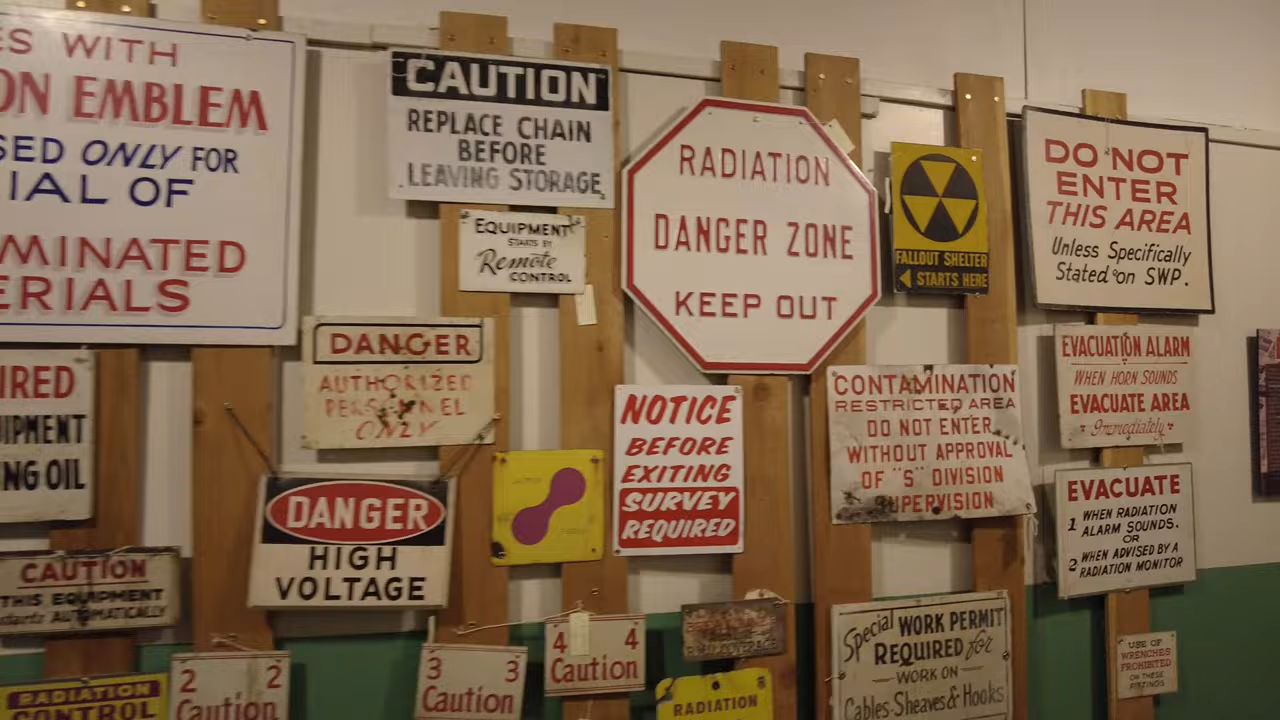 ES WITH
ON EMBLEM
SED ONLY FOR
IAL OF
MINATED
ERIALS
CAUTION
REPLACE CHAIN
BEFORE
LEAVING STORAGE
EQUIPMENT
STARTS BY
Remote
CONTROL
RADIATION
DANGER ZONE
KEEP OUT
FALLOUT SHELTER
STARTS HERE
DO NOT
ENTER
THIS AREA
Unless Specifically
Stated on SWP.
IRED
UIPMENT
NG OIL
DANGER
AUTHORIZED
PERSONNEL
ONLY
NOTICE
BEFORE
EXITING
SURVEY
REQUIRED
CONTAMINATION
RESTRICTED AREA
DO NOT ENTER
WITHOUT APPROVAL
OF "S" DIVISION
SUPERVISION
EVACUATION ALARM
WHEN HORN SOUNDS
EVACUATE AREA
Immediately
DANGER
HIGH
VOLTAGE
EVACUATE
1 WHEN RADIATION
ALARM SOUNDS.
OR
2 WHEN ADVISED BY A
RADIATION MONITOR
CAUTION
THIS EQUIPMENT
Starts AUTOMATICALLY
RADIATION
CONTROL
2 2
Caution
3 3
Caution
4 4
Caution
RADIATION
Special WORK PERMIT
REQUIRED for
WORK ON
Cables-Sheaves & Hooks
USE OF
WRENCHES
PROHIBITED
ON THESE
FITTINGS